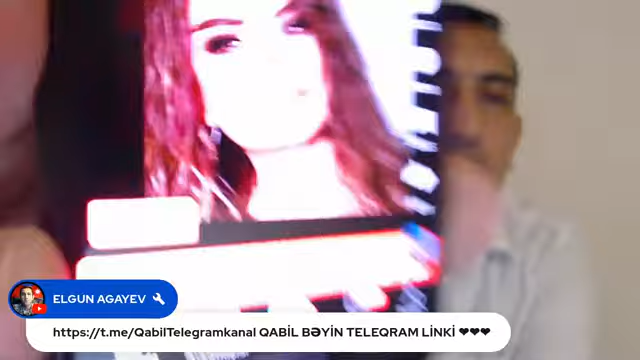 ELGUN AGAYEV
https://t.me/QabilTelegramkanal QABİL BƏYİN TELEQRAM LİNKİ ❤❤❤